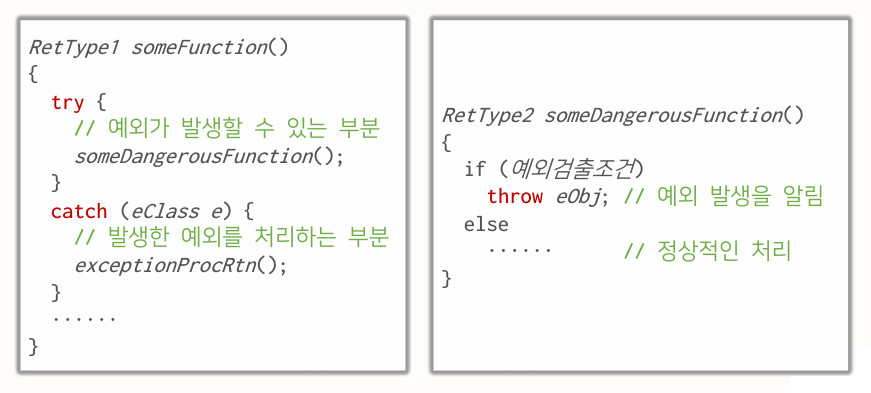 RetType1 someFunction()
{
try {
// 예외가 발생할 수 있는 부분
someDangerousFunction();
}
catch (eClass e) {
// 발생한 예외를 처리하는 부분
exceptionProcRtn();
}
······
}
RetType2 someDangerousFunction()
{
if (예외검출조건)
throw eObj; // 예외 발생을 알림
else
······ // 정상적인 처리
}